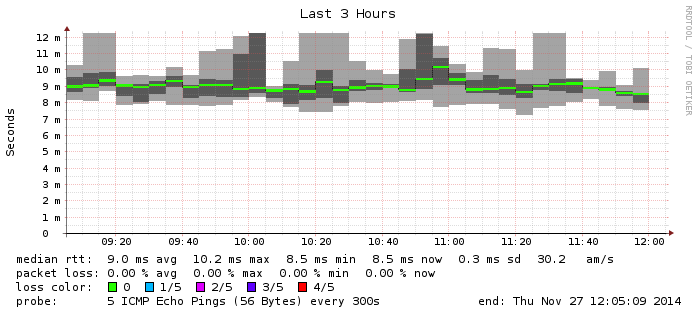 Last 3 Hours
RRDTOOL / TOBI OETIKER
Seconds
12 m
11 m
10 m
9 m
8 m
7 m
6 m
5 m
4 m
3 m
2 m
1 m
0
09:20 09:40 10:00 10:20 10:40 11:00 11:20 11:40 12:00
median rtt: 9.0 ms avg 10.2 ms max 8.5 ms min 8.5 ms now 0.3 ms sd 30.2 am/s
packet loss: 0.00 % avg 0.00 % max 0.00 % min 0.00 % now
loss color: 0 1/5 2/5 3/5 4/5
probe: 5 ICMP Echo Pings (56 Bytes) every 300s end: Thu Nov 27 12:05:09 2014